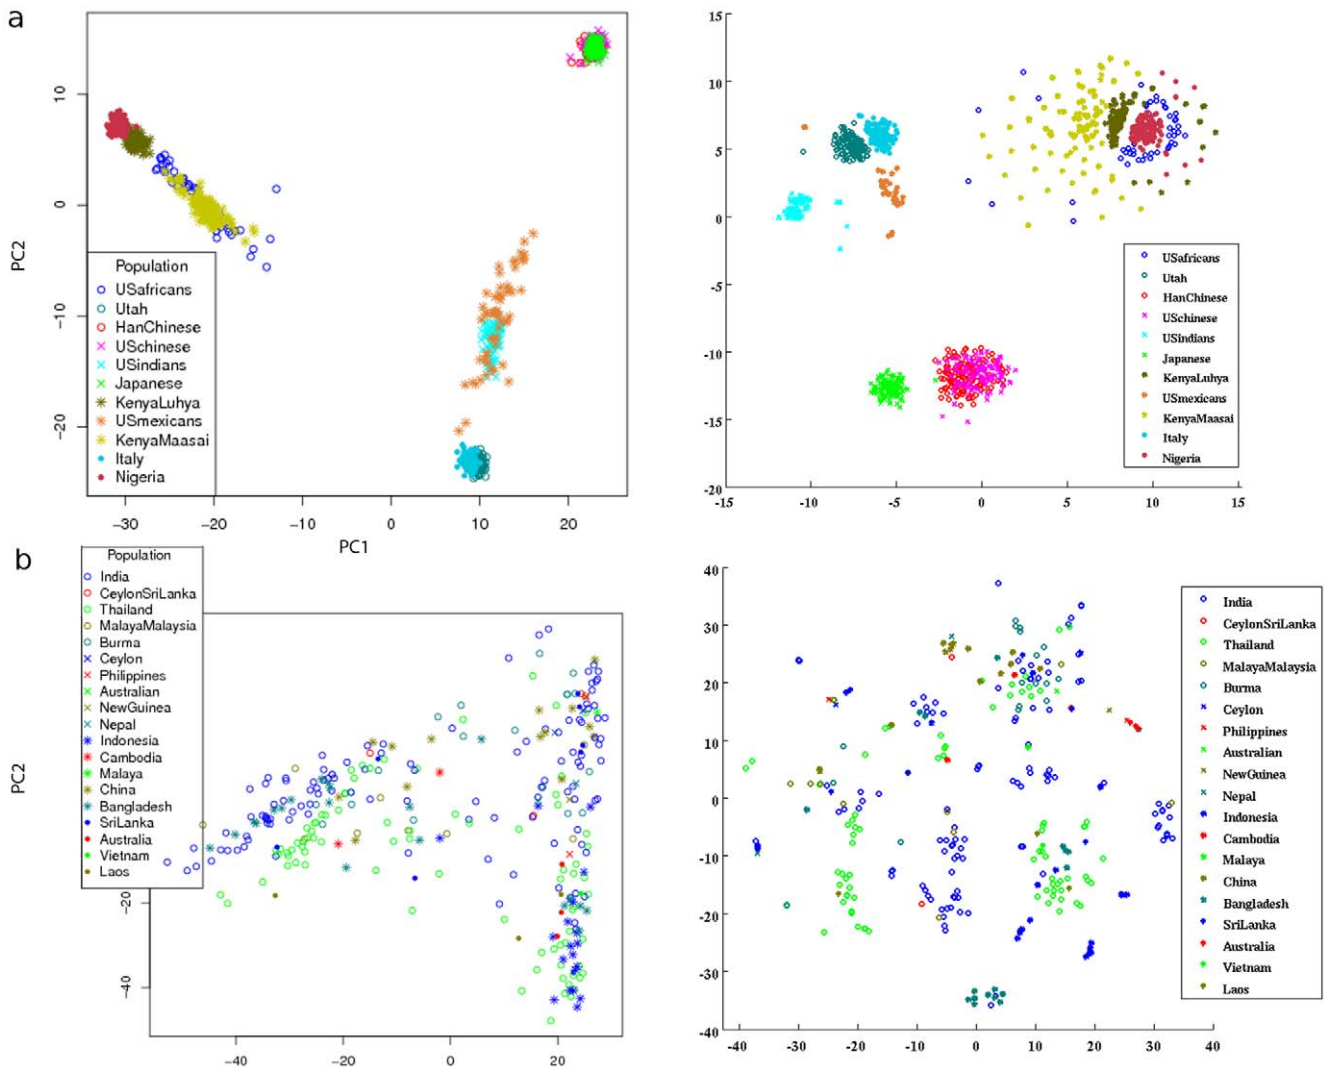 a
10
0
−10
−20
PC2
−30
−20
−10
0
10
20
PC1
Population
USafricans
Utah
HanChinese
USchinese
USindians
Japanese
KenyaLuhya
USmexicans
KenyaMaasai
Italy
Nigeria
15
10
5
0
-5
-10
-15
-20
-15
-10
-5
0
5
10
15
USafricans
Utah
HanChinese
USchinese
USindians
Japanese
KenyaLuhya
USmexicans
KenyaMaasai
Italy
Nigeria
b
Population
India
CeylonSriLanka
Thailand
MalayaMalaysia
Burma
Ceylon
Philippines
Australian
NewGuinea
Nepal
Indonesia
Cambodia
Malaya
China
Bangladesh
SriLanka
Australia
Vietnam
Laos
PC2
−20
−40
−40
−20
0
20
40
30
20
10
0
-10
-20
-30
-40
-40
-30
-20
-10
0
10
20
30
40
India
CeylonSriLanka
Thailand
MalayaMalaysia
Burma
Ceylon
Philippines
Australian
NewGuinea
Nepal
Indonesia
Cambodia
Malaya
China
Bangladesh
SriLanka
Australia
Vietnam
Laos